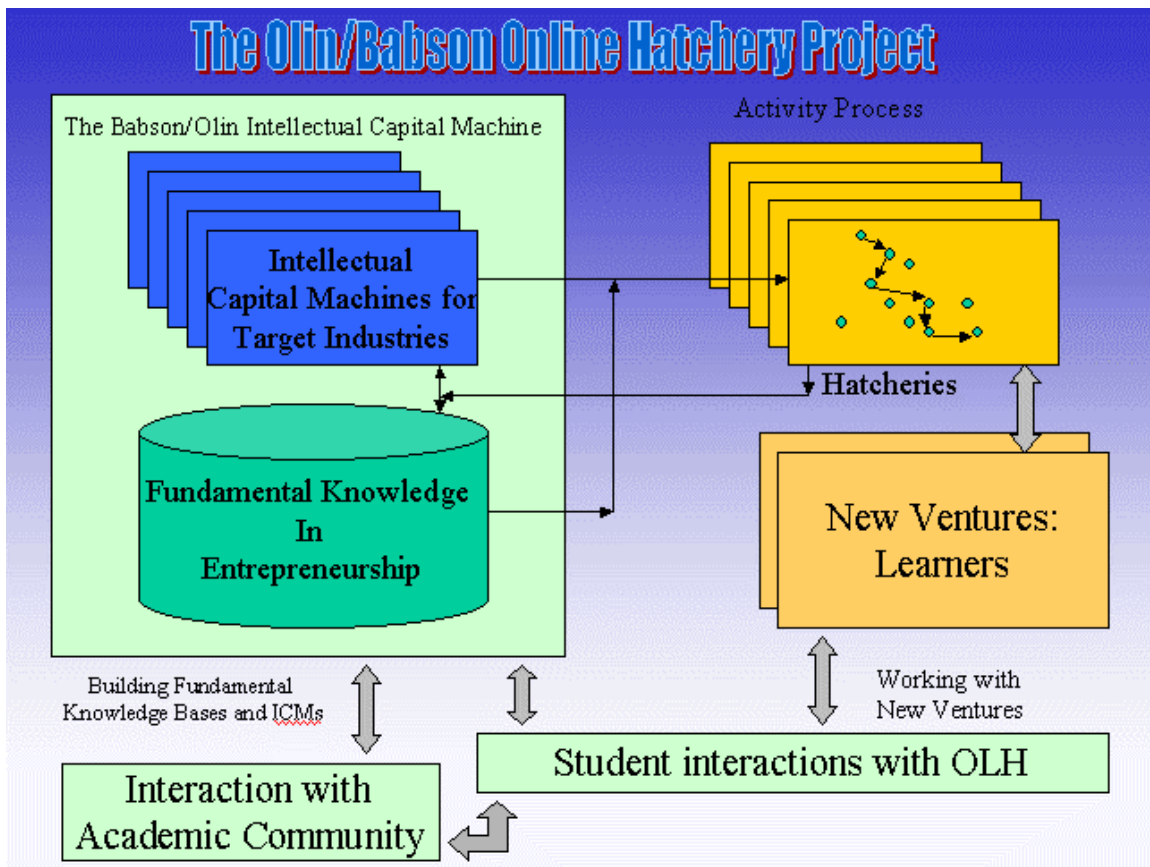 The Olin/Babson Online Hatchery Project
The Babson/Olin Intellectual Capital Machine
Activity Process
Intellectual
Capital Machines for
Target Industries
Hatcheries
Fundamental Knowledge
In
Entrepreneurship
New Ventures:
Learners
Building Fundamental
Knowledge Bases and ICMs
Working with
New Ventures
Student interactions with OLH
Interaction with
Academic Community